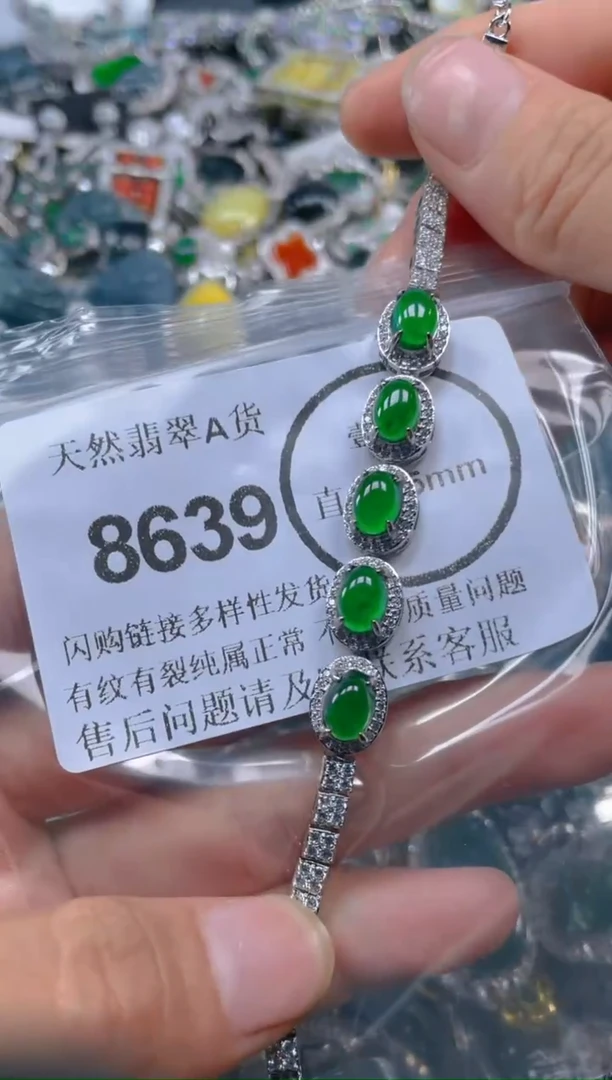 天然翡翠A货
8639
直 mm
闪购链接多样性发货 质量问题
有纹有裂纯属正常 不
售后问题请及 联系客服